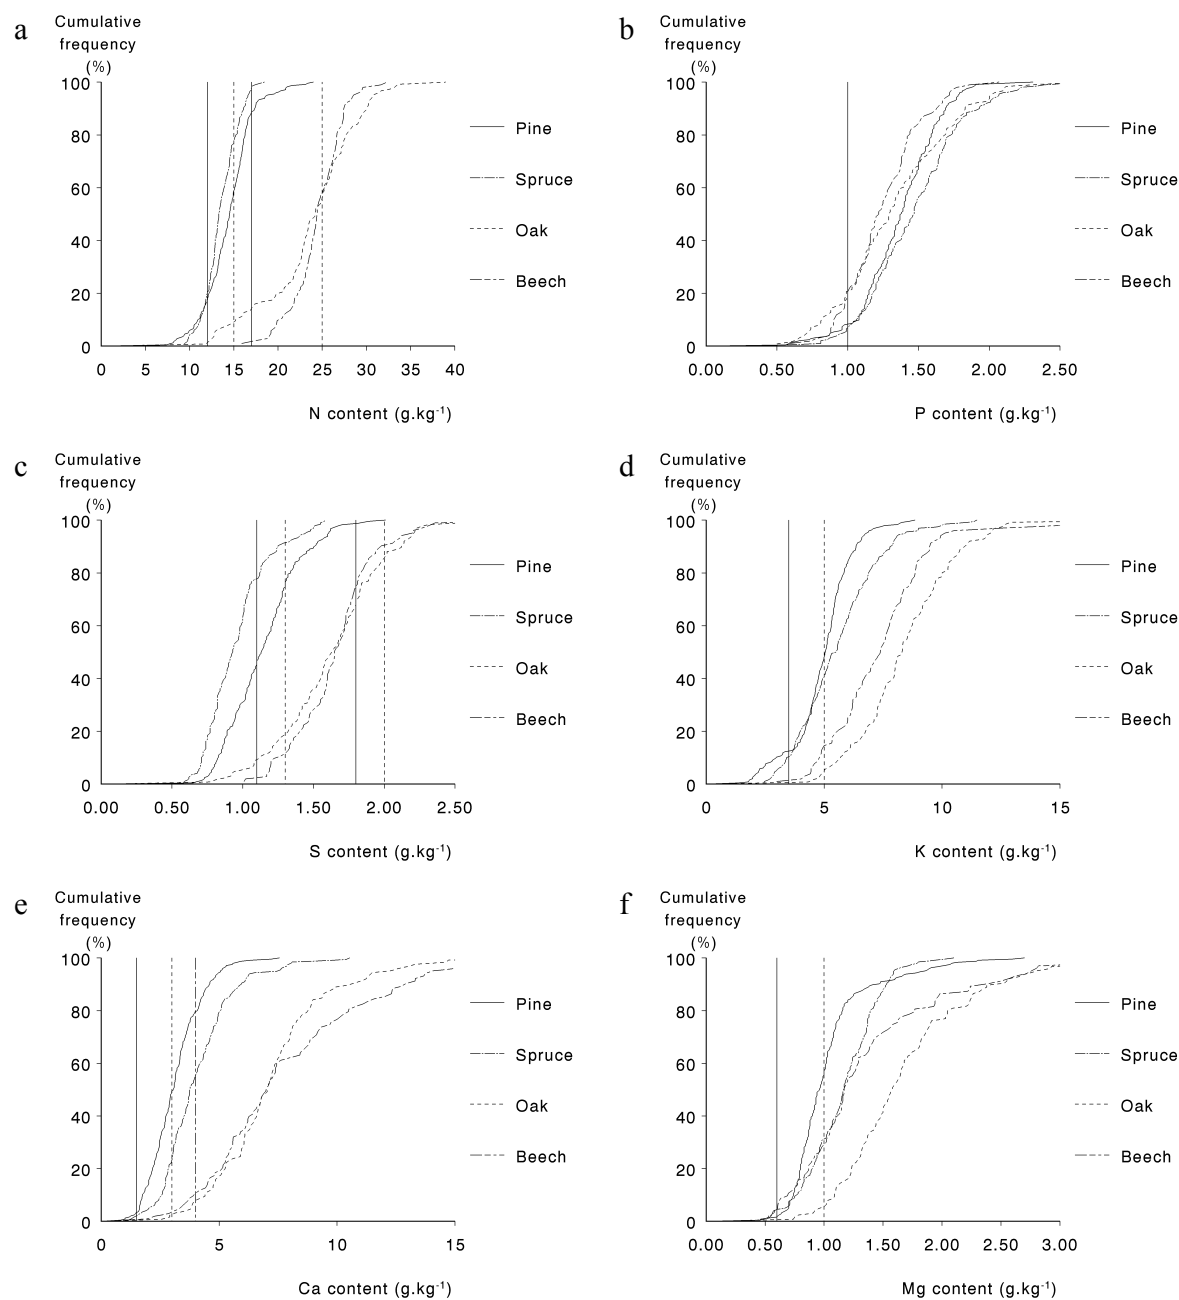 a
Cumulative
frequency
(%)
100
80
60
40
20
0
0 5 10 15 20 25 30 35 40
N content (g.kg-1)
Pine
Spruce
Oak
Beech
b
Cumulative
frequency
(%)
100
80
60
40
20
0
0.00 0.50 1.00 1.50 2.00 2.50
P content (g.kg-1)
Pine
Spruce
Oak
Beech
c
Cumulative
frequency
(%)
100
80
60
40
20
0
0.00 0.50 1.00 1.50 2.00 2.50
S content (g.kg-1)
Pine
Spruce
Oak
Beech
d
Cumulative
frequency
(%)
100
80
60
40
20
0
0 5 10 15
K content (g.kg-1)
Pine
Spruce
Oak
Beech
e
Cumulative
frequency
(%)
100
80
60
40
20
0
0 5 10 15
Ca content (g.kg-1)
Pine
Spruce
Oak
Beech
f
Cumulative
frequency
(%)
100
80
60
40
20
0
0.00 0.50 1.00 1.50 2.00 2.50 3.00
Mg content (g.kg-1)
Pine
Spruce
Oak
Beech